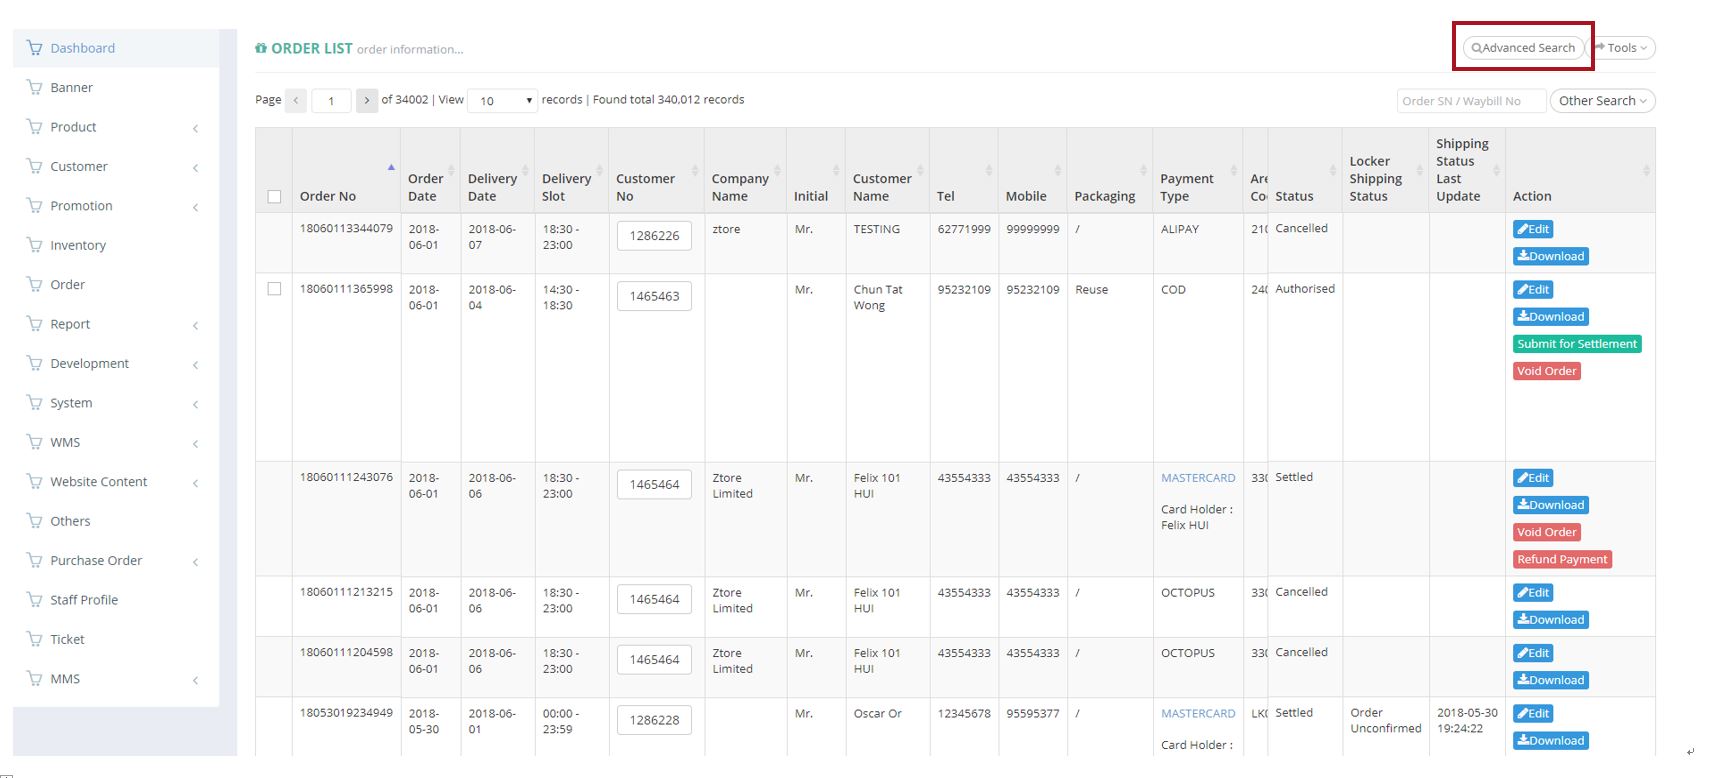 Dashboard
Banner
Product
Customer
Promotion
Inventory
Order
Report
Development
System
WMS
Website Content
Others
Purchase Order
Staff Profile
Ticket
MMS
ORDER LIST order information...
Advanced Search
Tools
Page 1 of 34002 | View 10 records | Found total 340,012 records
Order SN / Waybill No
Other Search
Order No
Order Date
Delivery Date
Delivery Slot
Customer No
Company Name
Initial
Customer Name
Tel
Mobile
Packaging
Payment Type
Status
Locker Shipping Status
Shipping Status Last Update
Action
18060113344079 2018-06-01 2018-06-07 18:30 - 23:00 1286226 ztore Mr. TESTING 62771999 99999999 / ALIPAY 210 Cancelled
Edit
Download
18060111365998 2018-06-01 2018-06-04 14:30 - 18:30 1465463 Mr. Chun Tat Wong 95232109 95232109 Reuse COD 240 Authorised
Edit
Download
Submit for Settlement
Void Order
18060111243076 2018-06-01 2018-06-06 18:30 - 23:00 1465464 Ztore Limited Mr. Felix 101 HUI 43554333 43554333 / MASTERCARD 330 Settled
Card Holder : Felix HUI
Edit
Download
Void Order
Refund Payment
18060111213215 2018-06-01 2018-06-06 18:30 - 23:00 1465464 Ztore Limited Mr. Felix 101 HUI 43554333 43554333 / OCTOPUS 330 Cancelled
Edit
Download
18060111204598 2018-06-01 2018-06-06 18:30 - 23:00 1465464 Ztore Limited Mr. Felix 101 HUI 43554333 43554333 / OCTOPUS 330 Cancelled
Edit
Download
18053019234949 2018-05-30 2018-06-01 00:00 - 23:59 1286228 Mr. Oscar Or 12345678 95595377 / MASTERCARD Settled Order Unconfirmed 2018-05-30 19:24:22
Card Holder :
Edit
Download